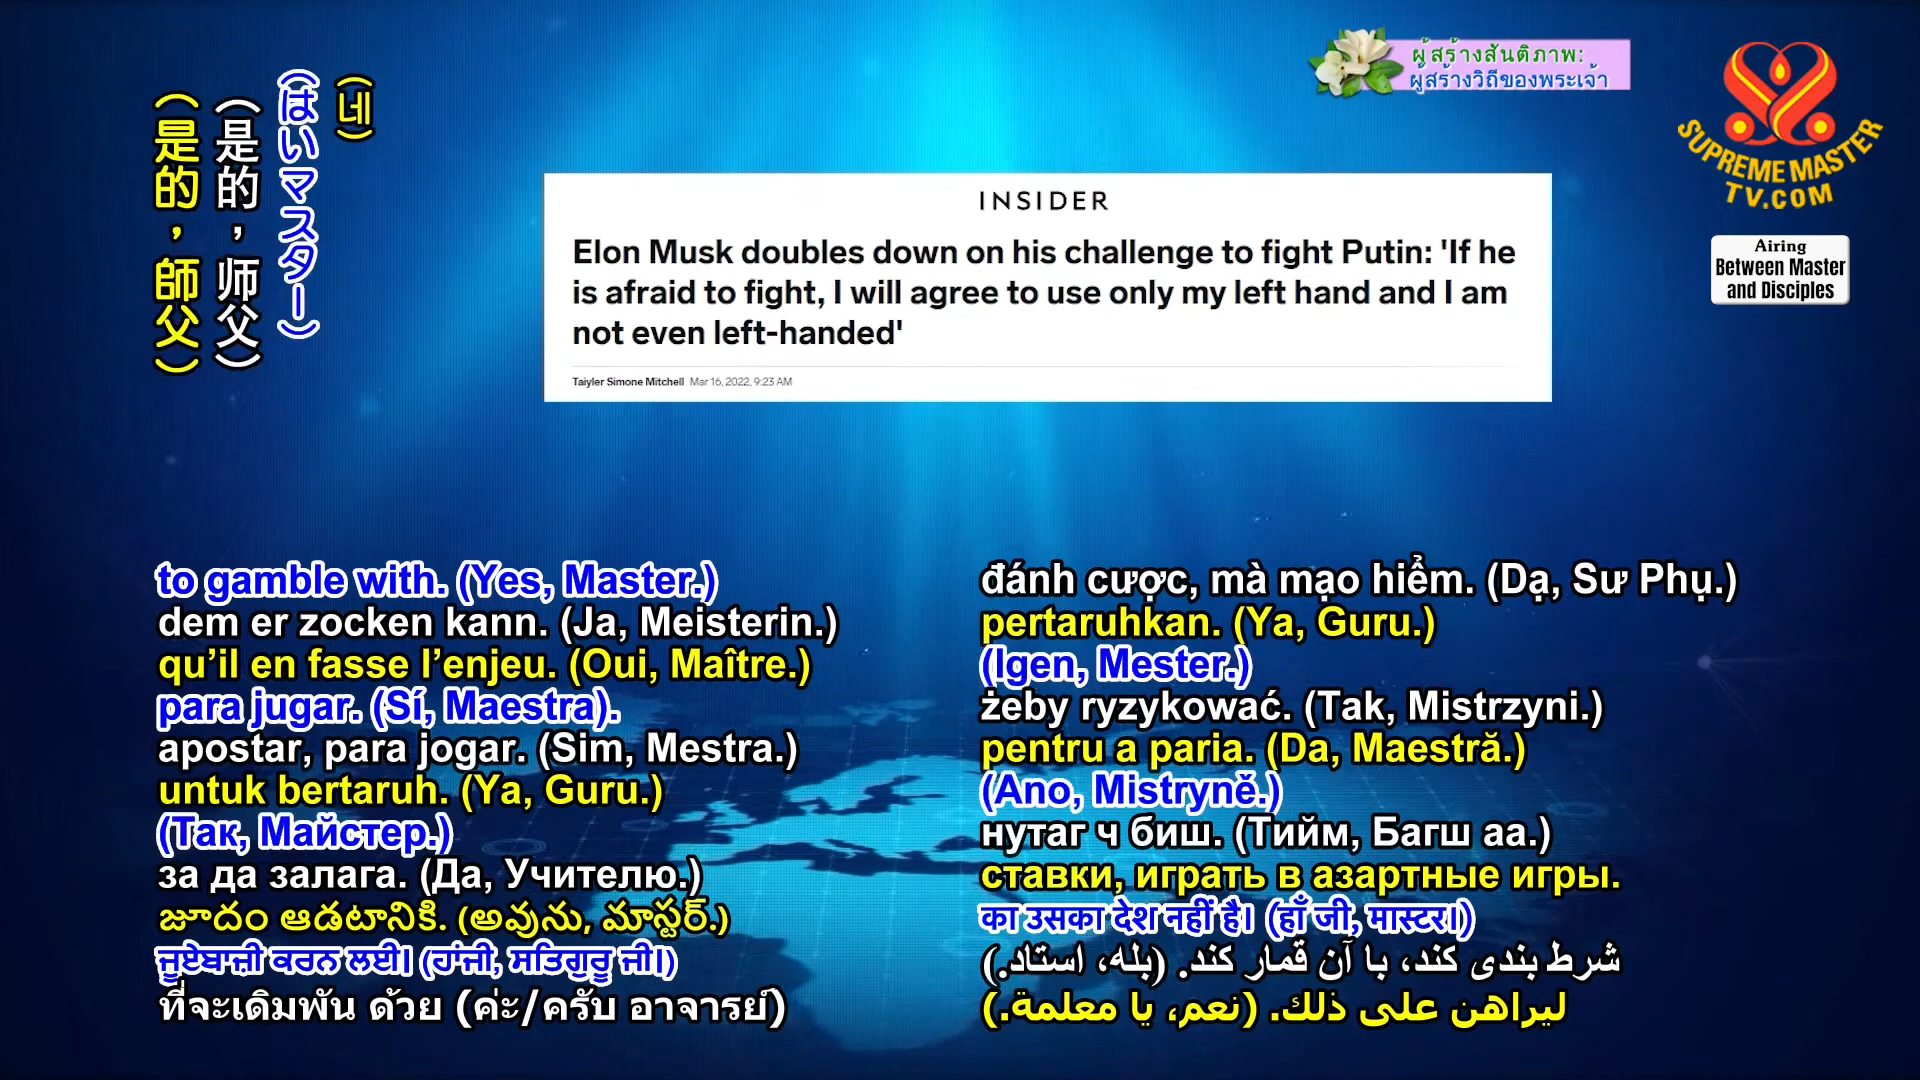 (네)
(はいマスター)
(是的，师父)
(是的，師父)
ผู้สร้างสันติภาพ:
ผู้สร้างวิถีของพระเจ้า
SUPREME MASTER
TV.COM
Airing
Between Master
and Disciples
INSIDER
Elon Musk doubles down on his challenge to fight Putin: 'If he
is afraid to fight, I will agree to use only my left hand and I am
not even left-handed'
Taiyler Simone Mitchell Mar 16, 2022, 9:23 AM
to gamble with. (Yes, Master.)
dem er zocken kann. (Ja, Meisterin.)
qu’il en fasse l’enjeu. (Oui, Maître.)
para jugar. (Sí, Maestra).
apostar, para jogar. (Sim, Mestra.)
untuk bertaruh. (Ya, Guru.)
(Так, Майстер.)
за да залага. (Да, Учителю.)
జూదం ఆడటానికి. (అవును, మాస్టర్.)
ਜੂਏਬਾਜ਼ੀ ਕਰਨ ਲਈ। (ਹਾਂਜੀ, ਸਤਿਗੁਰੂ ਜੀ।)
ที่จะเดิมพัน ด้วย (ค่ะ/ครับ อาจารย์)
đánh cược, mà mạo hiểm. (Dạ, Sư Phụ.)
pertaruhkan. (Ya, Guru.)
(Igen, Mester.)
żeby ryzykować. (Tak, Mistrzyni.)
pentru a paria. (Da, Maestră.)
(Ano, Mistryně.)
нутаг ч биш. (Тийм, Багш аа.)
ставки, играть в азартные игры.
का उसका देश नहीं है। (हाँ जी, मास्टर।)
شرط بندی کند، با آن قمار کند. (بله، استاد.)
ليراهن على ذلك. (نعم، يا معلمة.)